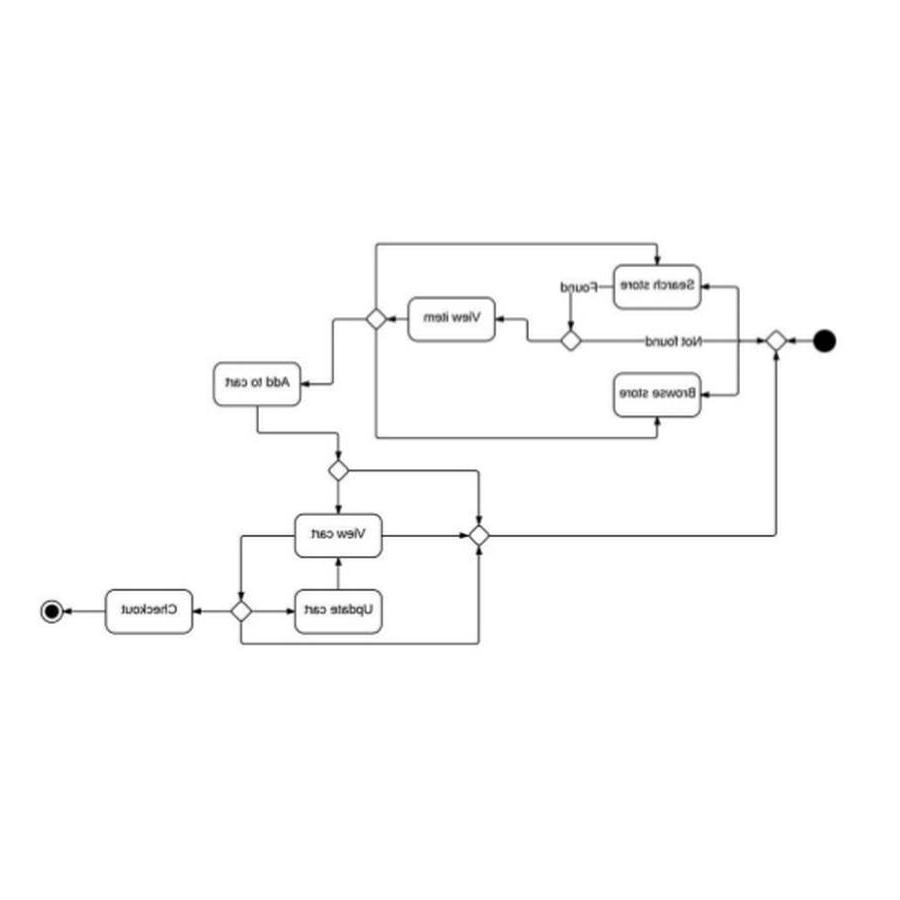 Search store
Found
View item
Not found
Add to cart
Browse store
View cart
Update cart
Checkout